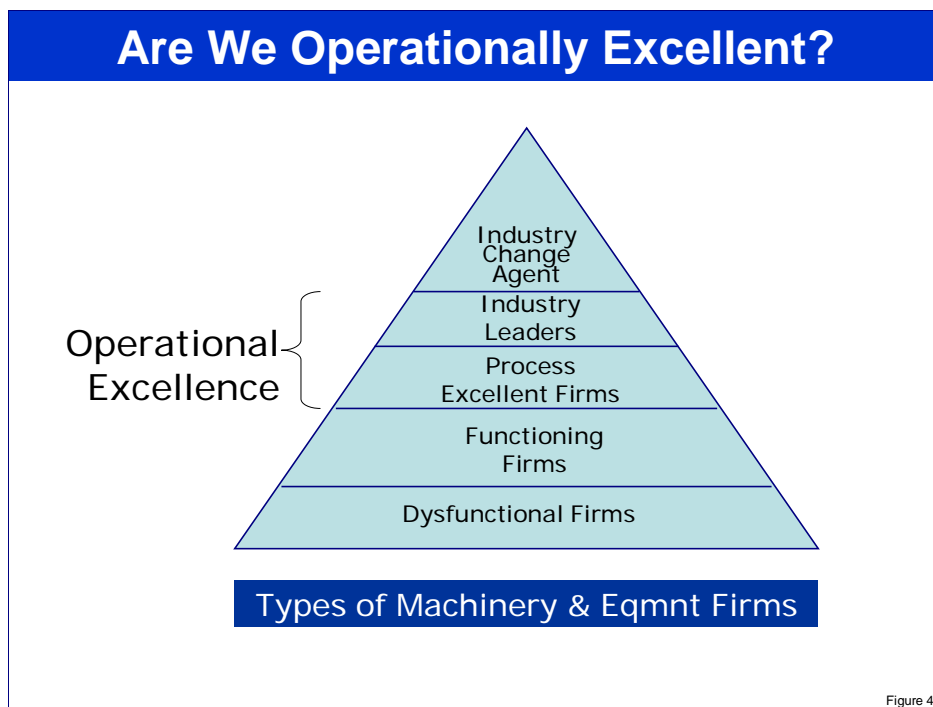 Are We Operationally Excellent?
Industry
Change
Agent
Industry
Leaders
Operational
Excellence
Process
Excellent Firms
Functioning
Firms
Dysfunctional Firms
Types of Machinery & Eqmnt Firms
Figure 4